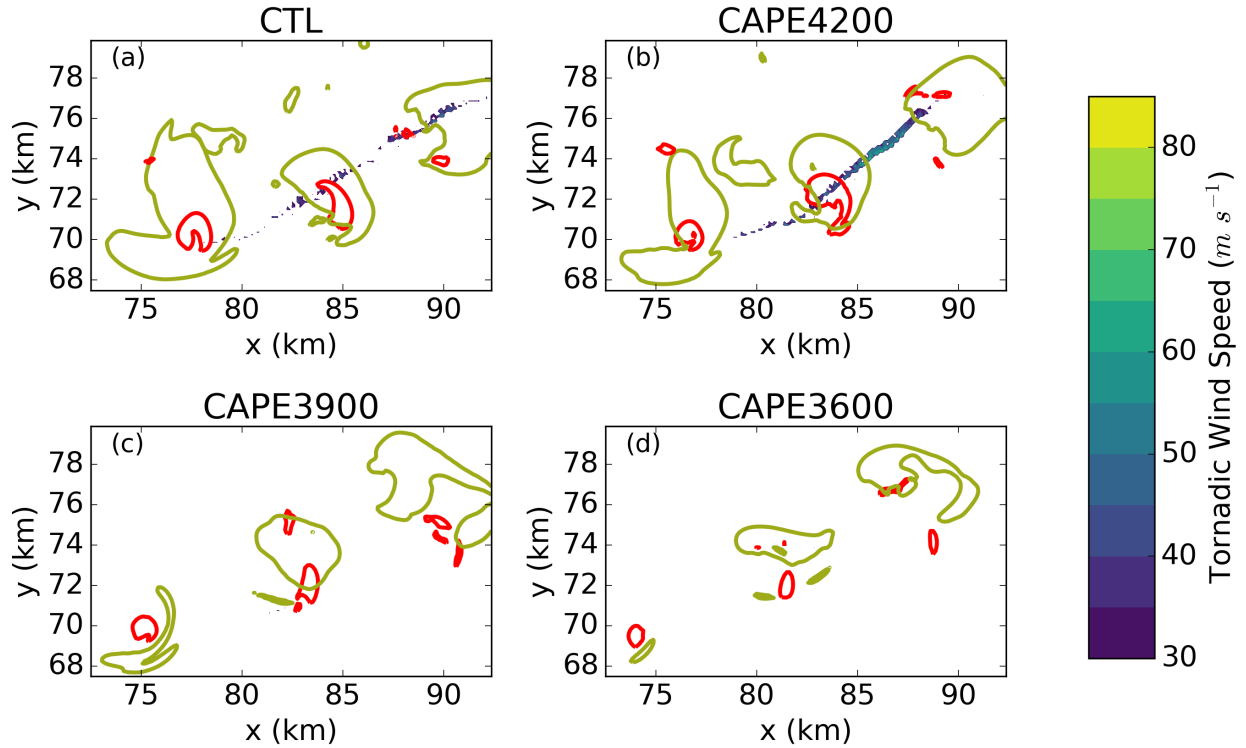 CTL
CAPE4200
(a)
(b)
78
76
74
72
70
68
y (km)
75
80
85
90
x (km)
78
76
74
72
70
68
y (km)
75
80
85
90
x (km)
CAPE3900
CAPE3600
(c)
(d)
78
76
74
72
70
68
y (km)
75
80
85
90
x (km)
78
76
74
72
70
68
y (km)
75
80
85
90
x (km)
80
70
60
50
40
30
Tornadic Wind Speed (m s⁻¹)